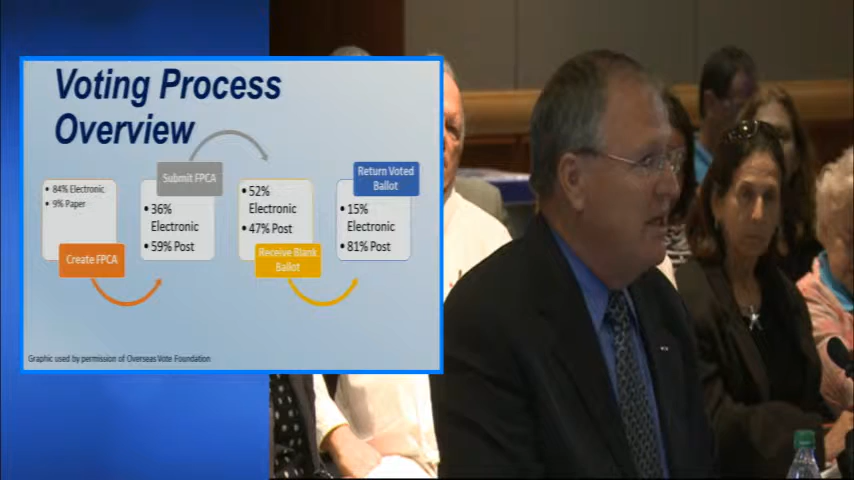 Voting Process
Overview
• 84% Electronic
• 9% Paper
Create FPCA
Submit FPCA
• 36%
Electronic
• 59% Post
• 52%
Electronic
• 47% Post
Receive Blank
Ballot
Return Voted
Ballot
• 15%
Electronic
• 81% Post
Graphic used by permission of Overseas Vote Foundation